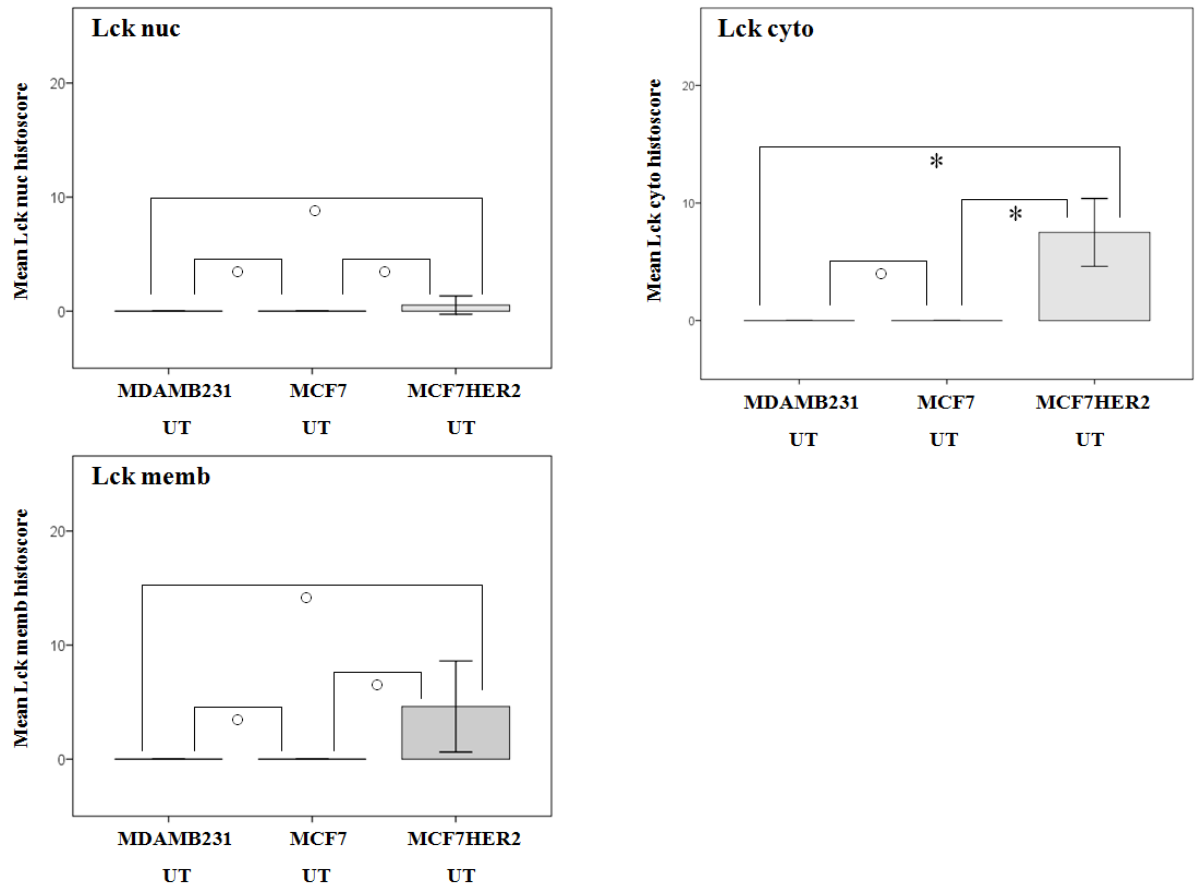 Lck nuc
Mean Lck nuc histoscore
20
10
0
MDAMB231 MCF7 MCF7HER2
UT UT UT
Lck cyto
Mean Lck cyto histoscore
20
10
0
MDAMB231 MCF7 MCF7HER2
UT UT UT
Lck memb
Mean Lck memb histoscore
20
10
0
MDAMB231 MCF7 MCF7HER2
UT UT UT